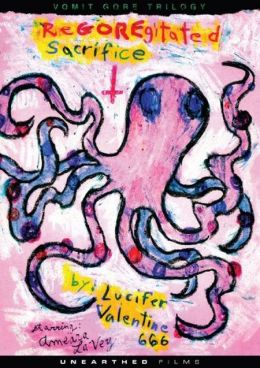 VOMIT GORE TRILOGY
ReGOREgitated
Sacrifice
by: Lucifer
Valentine
666
starring:
Ameara
LaVey
UNEARTHED FILMS